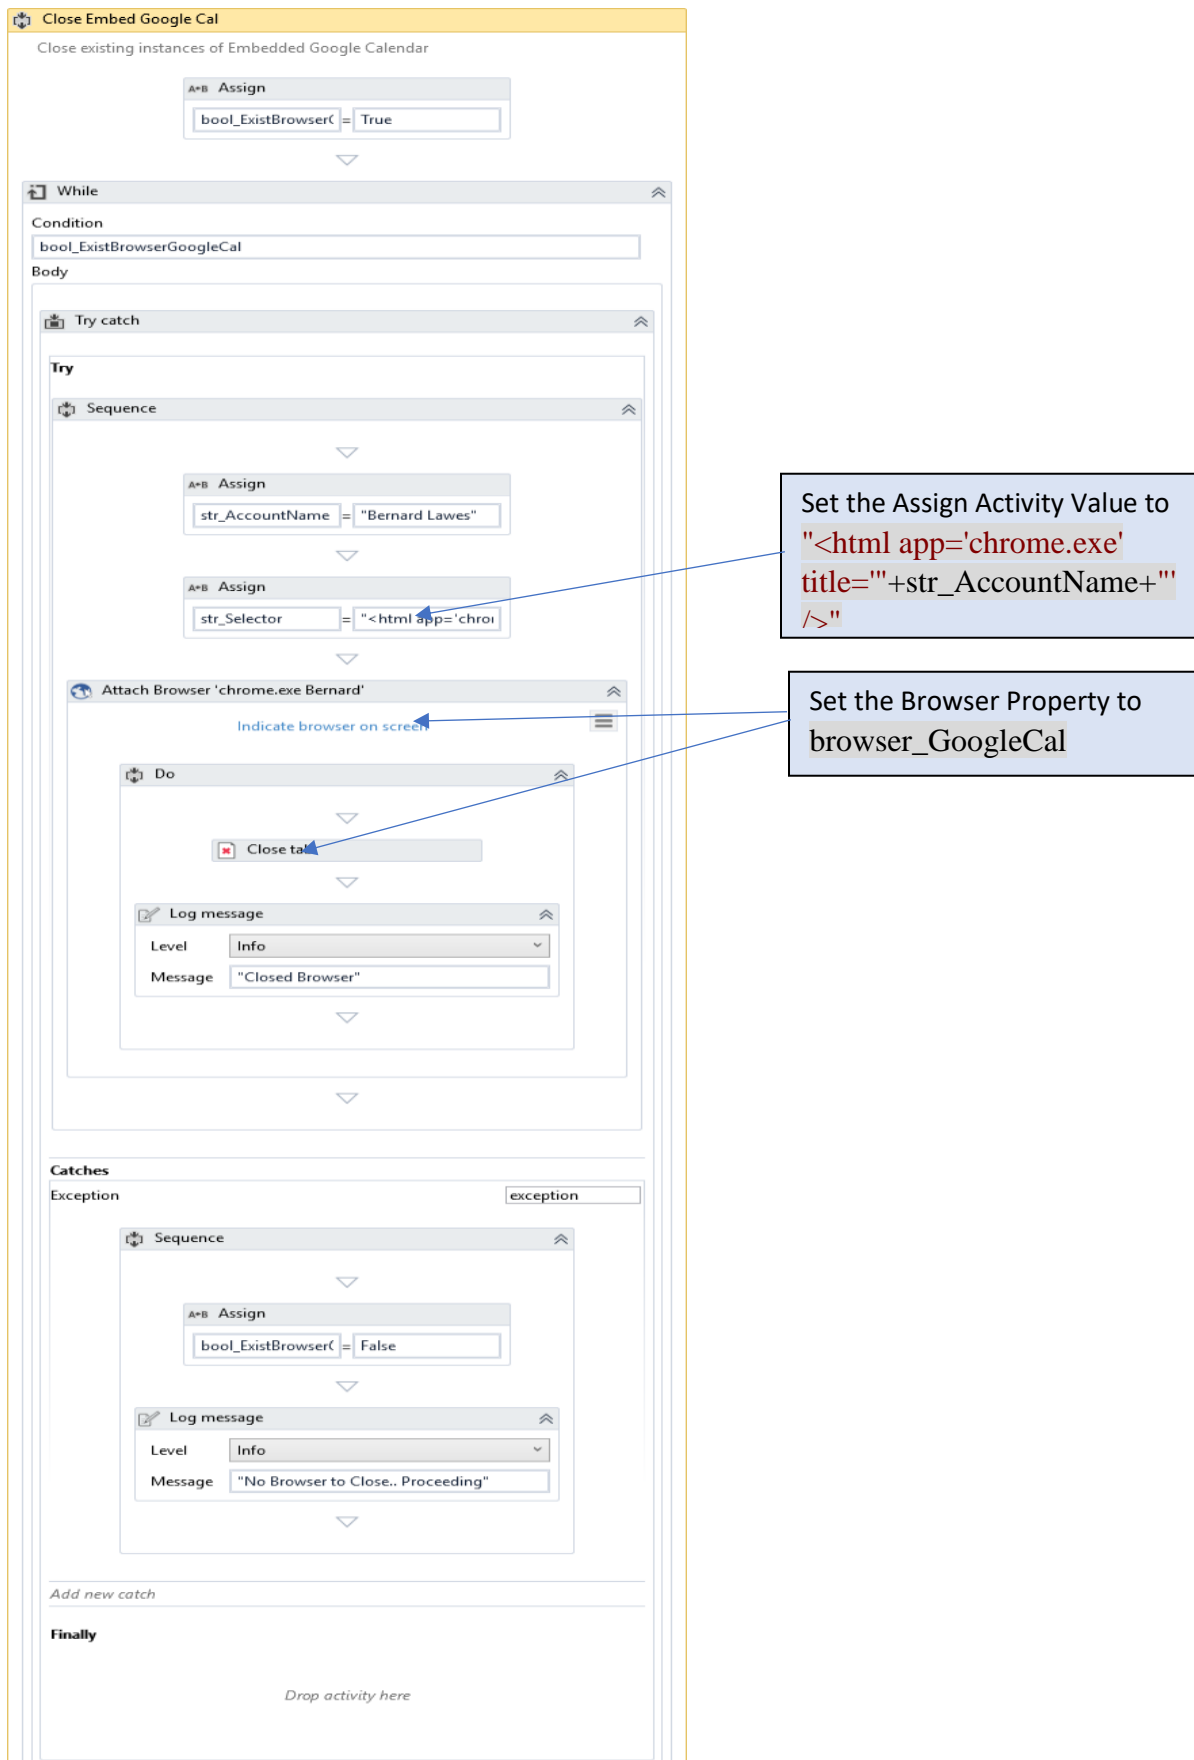 Close Embed Google Cal
Close existing instances of Embedded Google Calendar
A+B Assign
bool_ExistBrowser( = True
While
Condition
bool_ExistBrowserGoogleCal
Body
Try catch
Try
Sequence
A+B Assign
str_AccountName = "Bernard Lawes"
A+B Assign
str_Selector = "<html app='chroi
Attach Browser 'chrome.exe Bernard'
Indicate browser on screen
Do
Close tab
Log message
Level Info
Message "Closed Browser"
Catches
Exception exception
Sequence
A+B Assign
bool_ExistBrowser( = False
Log message
Level Info
Message "No Browser to Close.. Proceeding"
Add new catch
Finally
Drop activity here
Set the Assign Activity Value to
"<html app='chrome.exe'
title='"+str_AccountName+"'
/>"
Set the Browser Property to
browser_GoogleCal